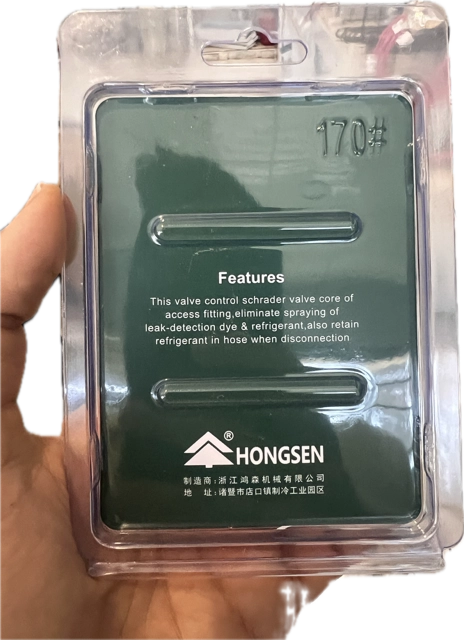 170#
Features
This valve control schrader valve core of
access fitting,eliminate spraying of
leak-detection dye & refrigerant,also retain
refrigerant in hose when disconnection
® HONGSEN
制造商:浙江鸿森机械有限公司
地 址:诸暨市店口镇制冷工业园区